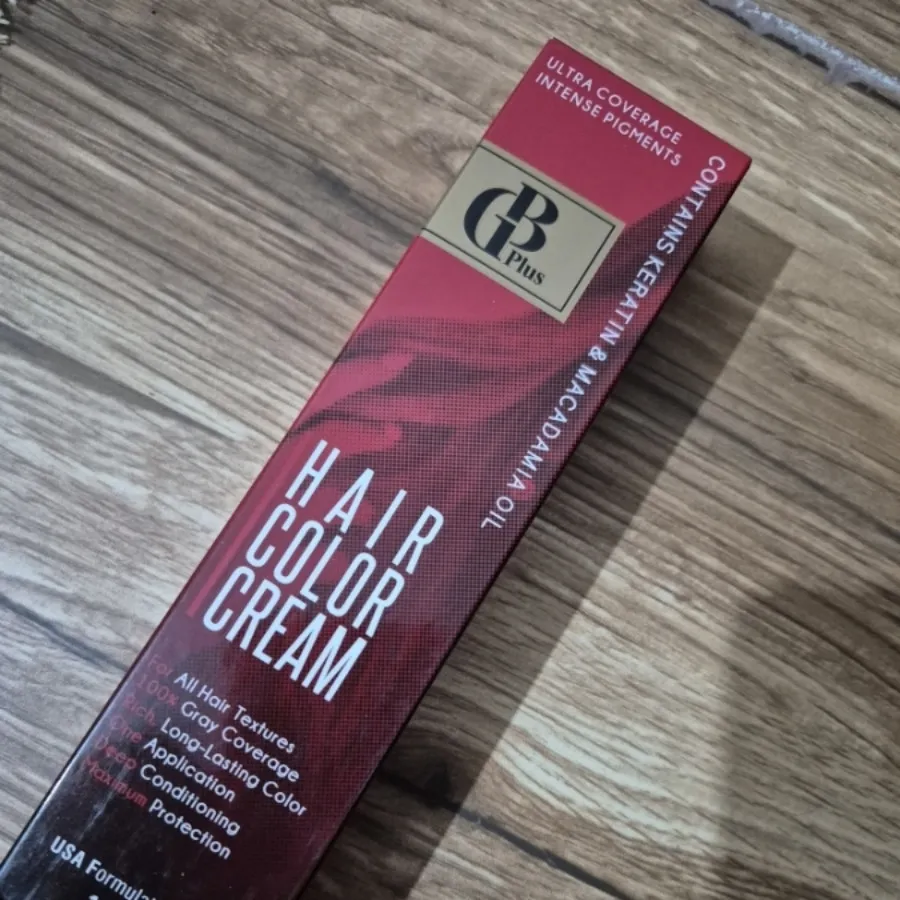 ULTRA COVERAGE
INTENSE PIGMENTS
CONTAINS KERATIN & MACADAMIA OIL
GB
Plus
HAIR
COLOR
CREAM
For All Hair Textures
100% Gray Coverage
Rich, Long-Lasting Color
One Application
Deep Conditioning
Maximum Protection
USA